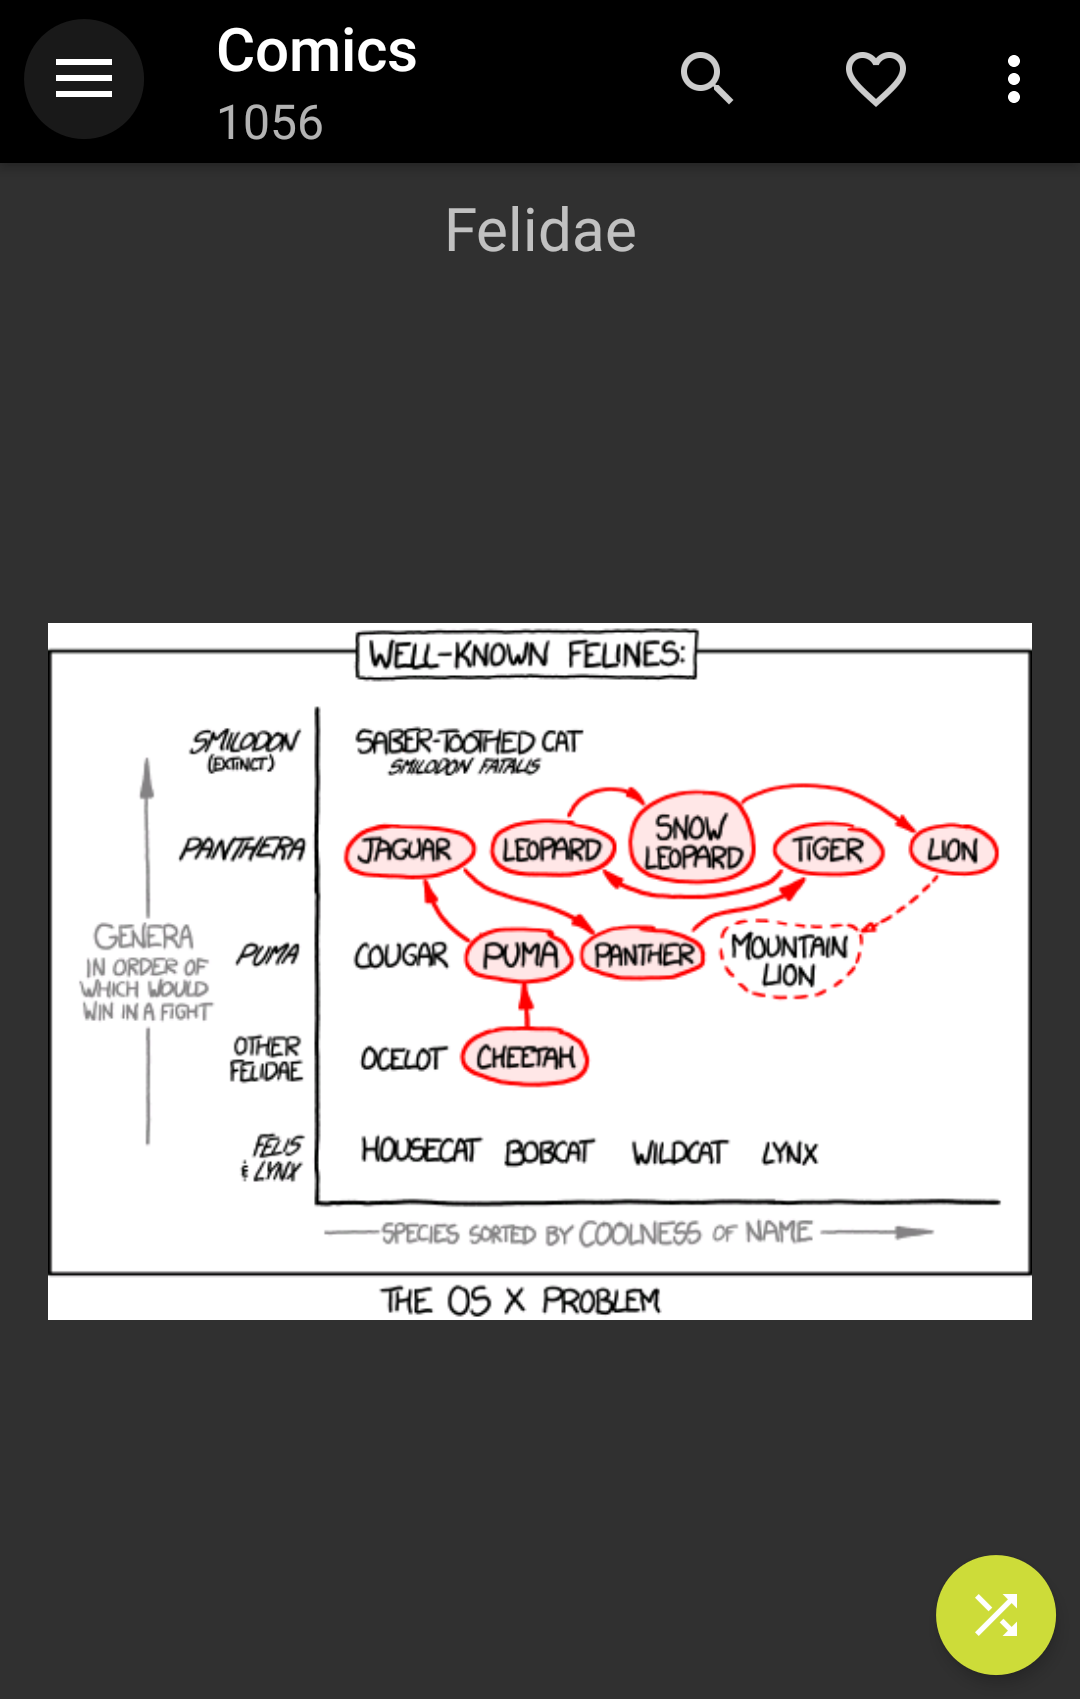 Comics
1056
Felidae
WELL-KNOWN FELINES:
SMILODON
(EXTINCT)
SABER-TOOTHED CAT
SMILODON FATALIS
PANTHERA
JAGUAR
LEOPARD
SNOW
LEOPARD
TIGER
LION
GENERA
IN ORDER OF
WHICH WOULD
WIN IN A FIGHT
PUMA
COUGAR
PUMA
PANTHER
MOUNTAIN
LION
OTHER
FELIDAE
OCELOT
CHEETAH
FELIS
& LYNX
HOUSECAT
BOBCAT
WILDCAT
LYNX
SPECIES SORTED BY COOLNESS OF NAME
THE OS X PROBLEM